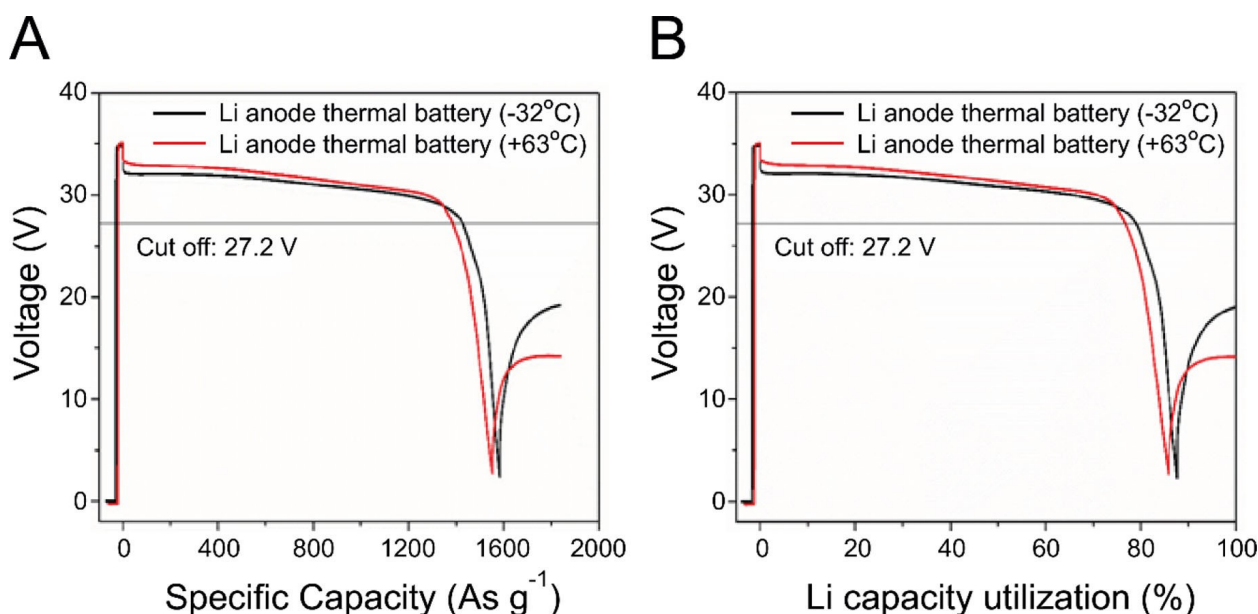 A
40
30
20
10
0
Voltage (V)
Li anode thermal battery (-32°C)
Li anode thermal battery (+63°C)
Cut off: 27.2 V
0 400 800 1200 1600 2000
Specific Capacity (As g⁻¹)
B
40
30
20
10
0
Voltage (V)
Li anode thermal battery (-32°C)
Li anode thermal battery (+63°C)
Cut off: 27.2 V
0 20 40 60 80 100
Li capacity utilization (%)